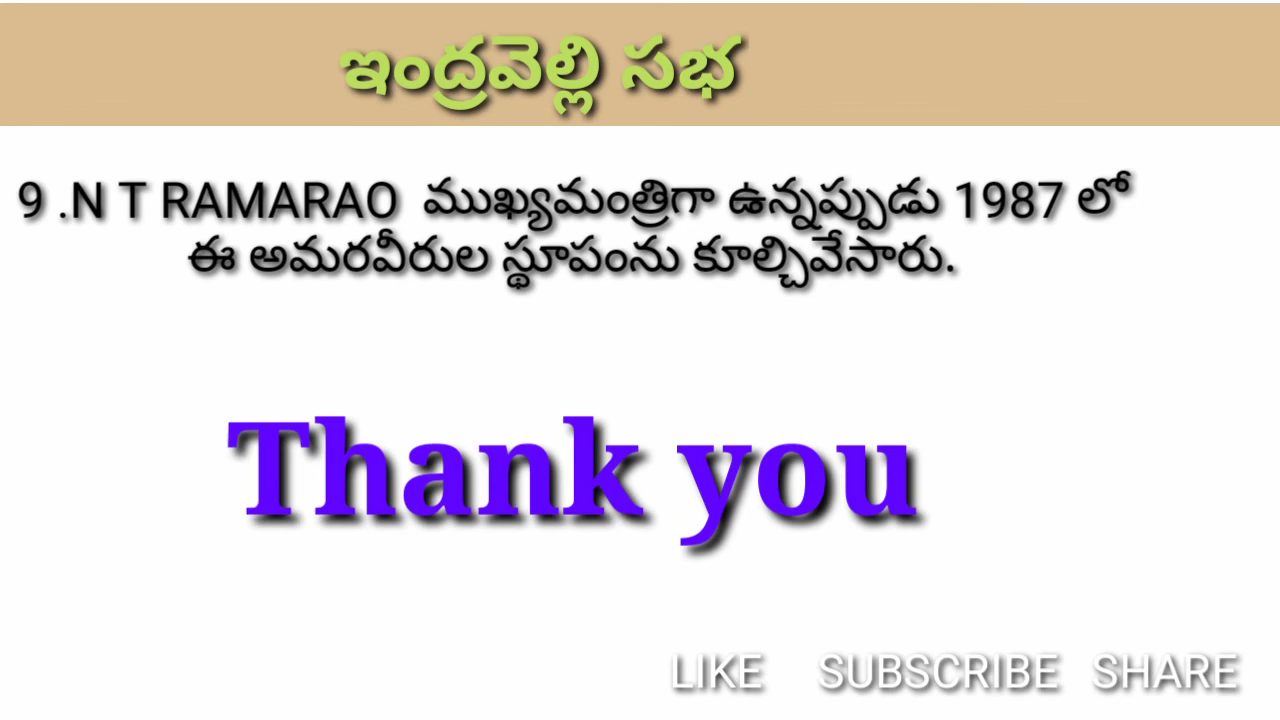 ఇంద్రవెల్లి సభ
9 .N T RAMARAO ముఖ్యమంత్రిగా ఉన్నప్పుడు 1987 లో
ఈ అమరవీరుల స్థూపంను కూల్చివేసారు.
Thank you
LIKE SUBSCRIBE SHARE